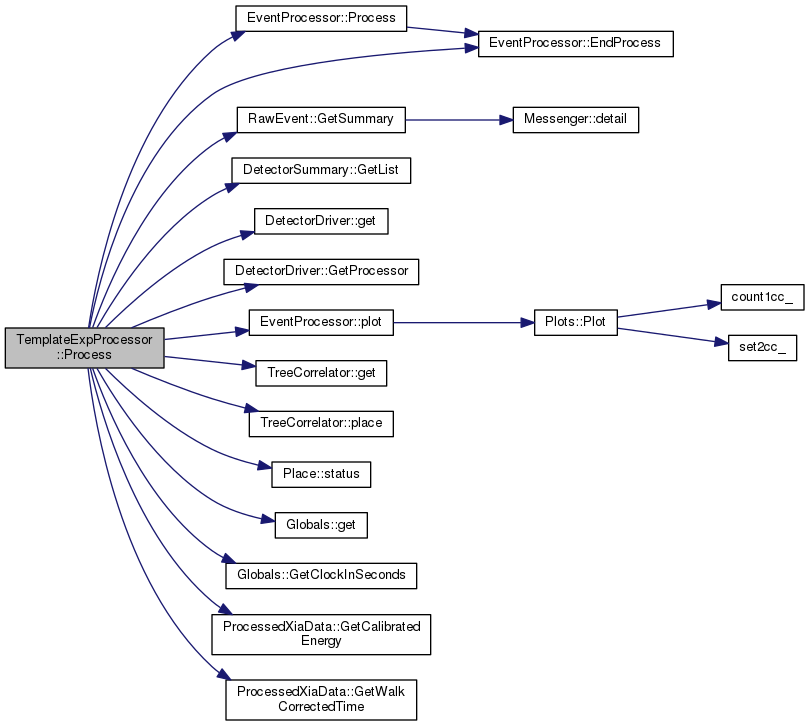 EventProcessor::Process
EventProcessor::EndProcess
RawEvent::GetSummary
Messenger::detail
DetectorSummary::GetList
DetectorDriver::get
DetectorDriver::GetProcessor
count1cc_
EventProcessor::plot
Plots::Plot
TemplateExpProcessor
::Process
set2cc_
TreeCorrelator::get
TreeCorrelator::place
Place::status
Globals::get
Globals::GetClockInSeconds
ProcessedXiaData::GetCalibrated
Energy
ProcessedXiaData::GetWalk
CorrectedTime